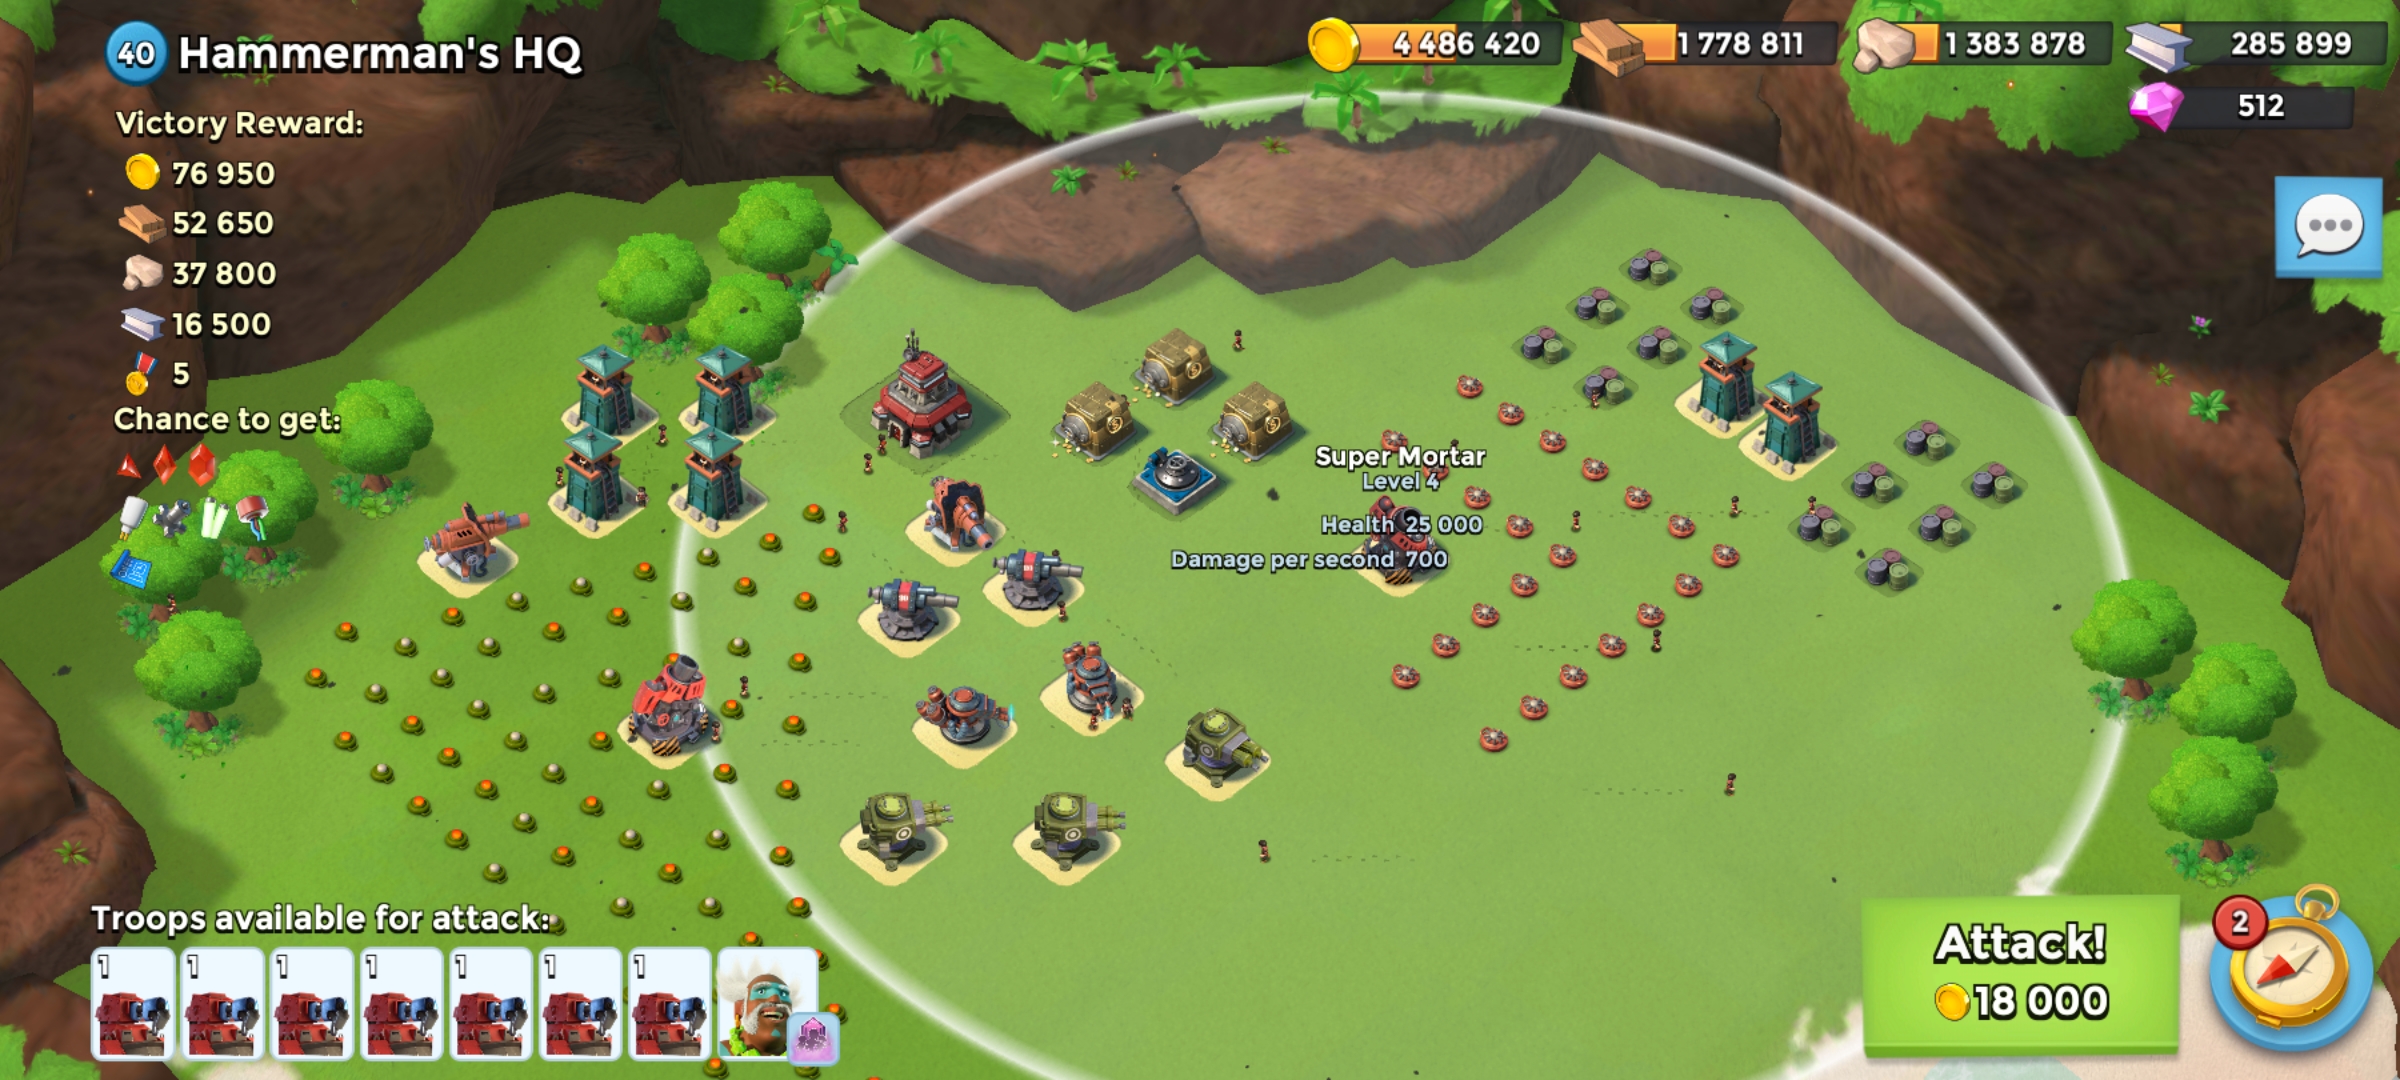 40 Hammerman's HQ
4 486 420
1 778 811
1 383 878
285 899
512
Victory Reward:
76 950
52 650
37 800
16 500
5
Chance to get:
Super Mortar
Level 4
Health 25 000
Damage per second 700
Troops available for attack:
1 1 1 1 1 1 1
Attack!
18 000
2